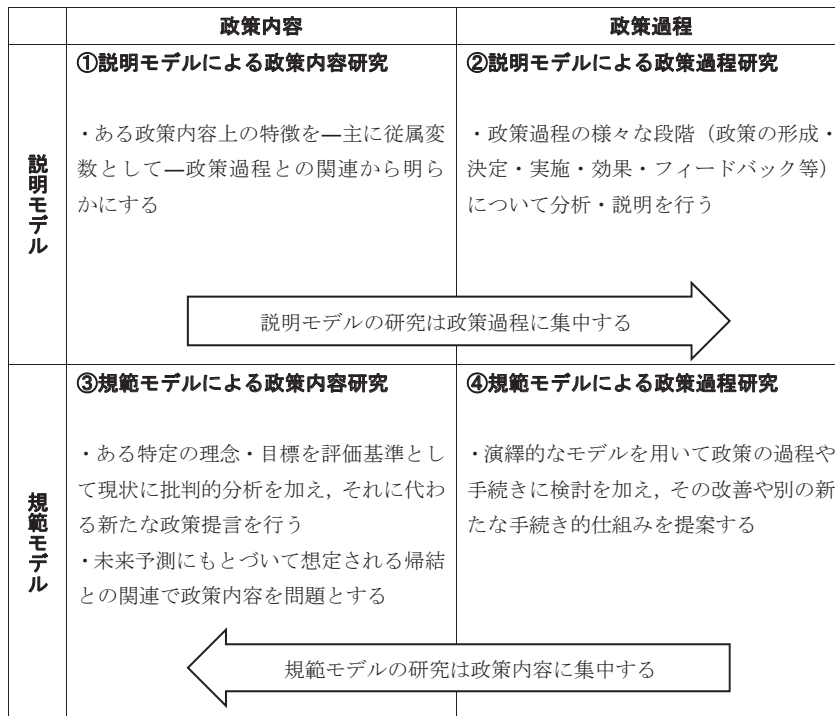 政策内容
政策過程
説明モデル
①説明モデルによる政策内容研究
・ある政策内容上の特徴を―主に従属変
数として―政策過程との関連から明ら
かにする
②説明モデルによる政策過程研究
・政策過程の様々な段階（政策の形成・
決定・実施・効果・フィードバック等）
について分析・説明を行う
説明モデルの研究は政策過程に集中する
規範モデル
③規範モデルによる政策内容研究
・ある特定の理念・目標を評価基準とし
て現状に批判的分析を加え，それに代わ
る新たな政策提言を行う
・未来予測にもとづいて想定される帰結
との関連で政策内容を問題とする
④規範モデルによる政策過程研究
・演繹的なモデルを用いて政策の過程や
手続きに検討を加え，その改善や別の新
たな手続き的仕組みを提案する
規範モデルの研究は政策内容に集中する